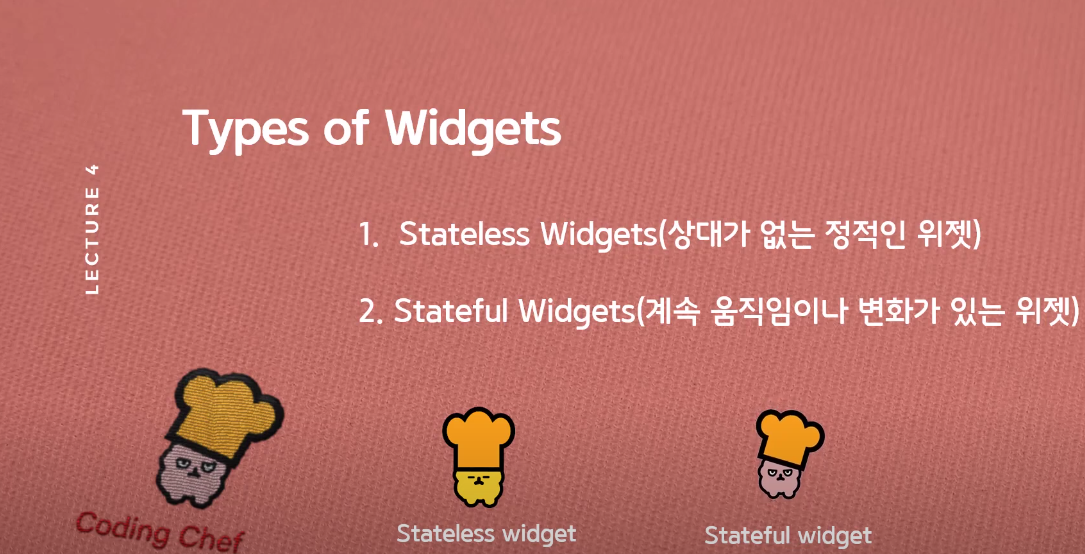 Types of Widgets
LECTURE 4
1. Stateless Widgets(상대가 없는 정적인 위젯)
2. Stateful Widgets(계속 움직임이나 변화가 있는 위젯)
Coding Chef
Stateless widget
Stateful widget